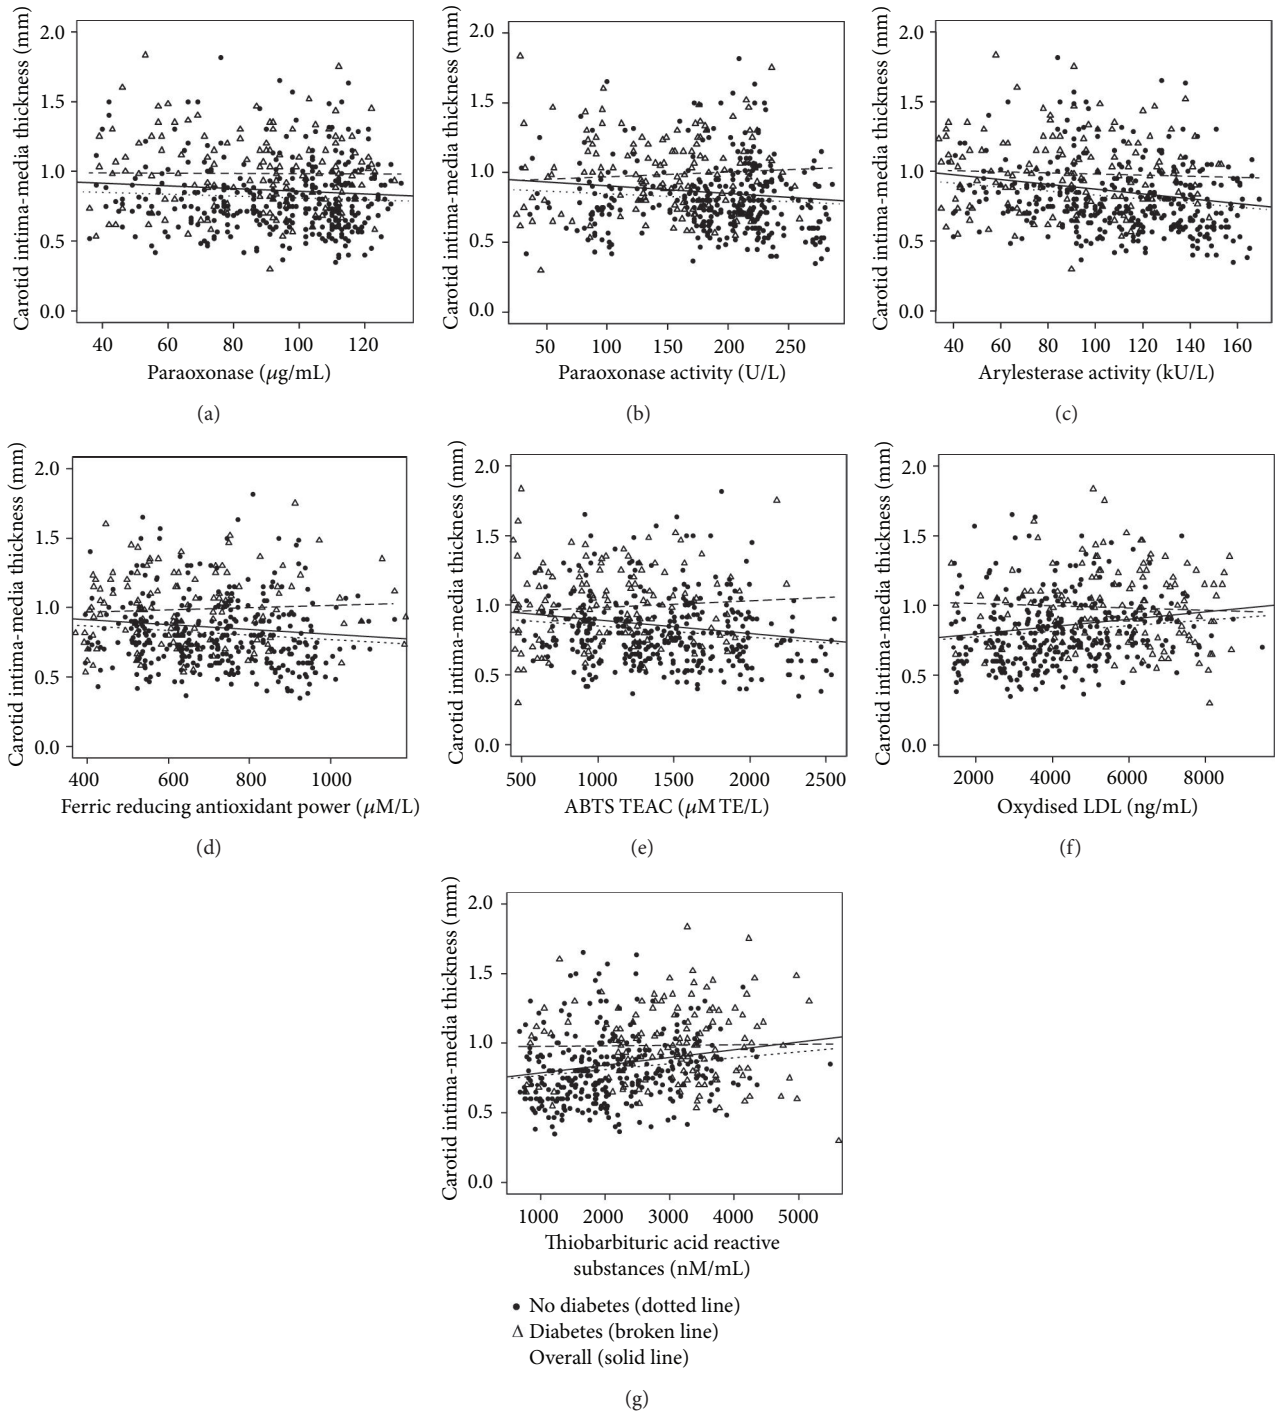 Carotid intima-media thickness (mm)
2.0
1.5
1.0
0.5
0.0
40 60 80 100 120
Paraoxonase (μg/mL)
(a)
Carotid intima-media thickness (mm)
2.0
1.5
1.0
0.5
0.0
50 100 150 200 250
Paraoxonase activity (U/L)
(b)
Carotid intima-media thickness (mm)
2.0
1.5
1.0
0.5
0.0
40 60 80 100 120 140 160
Arylesterase activity (kU/L)
(c)
Carotid intima-media thickness (mm)
2.0
1.5
1.0
0.5
0.0
400 600 800 1000
Ferric reducing antioxidant power (μM/L)
(d)
Carotid intima-media thickness (mm)
2.0
1.5
1.0
0.5
0.0
500 1000 1500 2000 2500
ABTS TEAC (μM TE/L)
(e)
Carotid intima-media thickness (mm)
2.0
1.5
1.0
0.5
0.0
2000 4000 6000 8000
Oxydised LDL (ng/mL)
(f)
Carotid intima-media thickness (mm)
2.0
1.5
1.0
0.5
0.0
1000 2000 3000 4000 5000
Thiobarbituric acid reactive
substances (nM/mL)
No diabetes (dotted line)
Diabetes (broken line)
Overall (solid line)
(g)